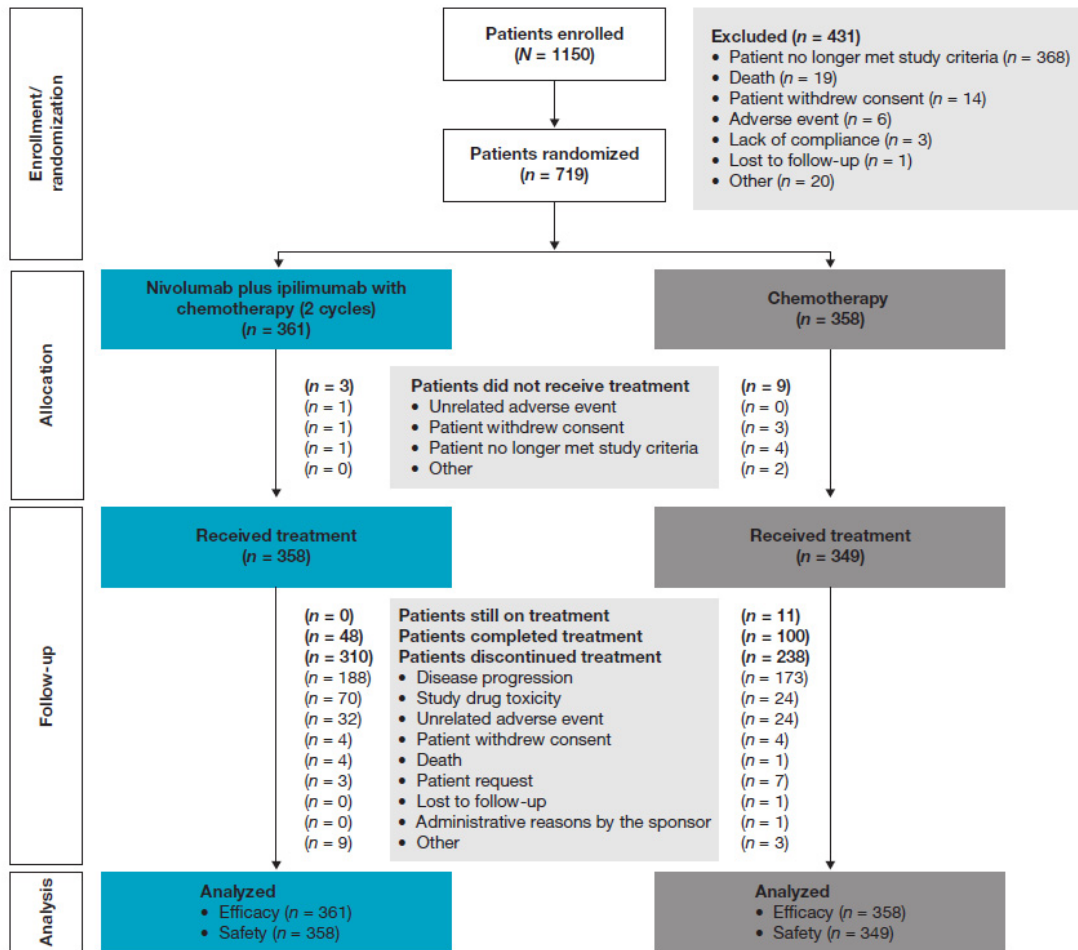 Enrollment/
randomization
Patients enrolled
(N = 1150)
Excluded (n = 431)
• Patient no longer met study criteria (n = 368)
• Death (n = 19)
• Patient withdrew consent (n = 14)
• Adverse event (n = 6)
• Lack of compliance (n = 3)
• Lost to follow-up (n = 1)
• Other (n = 20)
Patients randomized
(n = 719)
Allocation
Nivolumab plus ipilimumab with
chemotherapy (2 cycles)
(n = 361)
Chemotherapy
(n = 358)
(n = 3) Patients did not receive treatment (n = 9)
(n = 1) • Unrelated adverse event (n = 0)
(n = 1) • Patient withdrew consent (n = 3)
(n = 1) • Patient no longer met study criteria (n = 4)
(n = 0) • Other (n = 2)
Follow-up
Received treatment
(n = 358)
Received treatment
(n = 349)
(n = 0) Patients still on treatment (n = 11)
(n = 48) Patients completed treatment (n = 100)
(n = 310) Patients discontinued treatment (n = 238)
(n = 188) • Disease progression (n = 173)
(n = 70) • Study drug toxicity (n = 24)
(n = 32) • Unrelated adverse event (n = 24)
(n = 4) • Patient withdrew consent (n = 4)
(n = 4) • Death (n = 1)
(n = 3) • Patient request (n = 7)
(n = 0) • Lost to follow-up (n = 1)
(n = 0) • Administrative reasons by the sponsor (n = 1)
(n = 9) • Other (n = 3)
Analysis
Analyzed
• Efficacy (n = 361)
• Safety (n = 358)
Analyzed
• Efficacy (n = 358)
• Safety (n = 349)